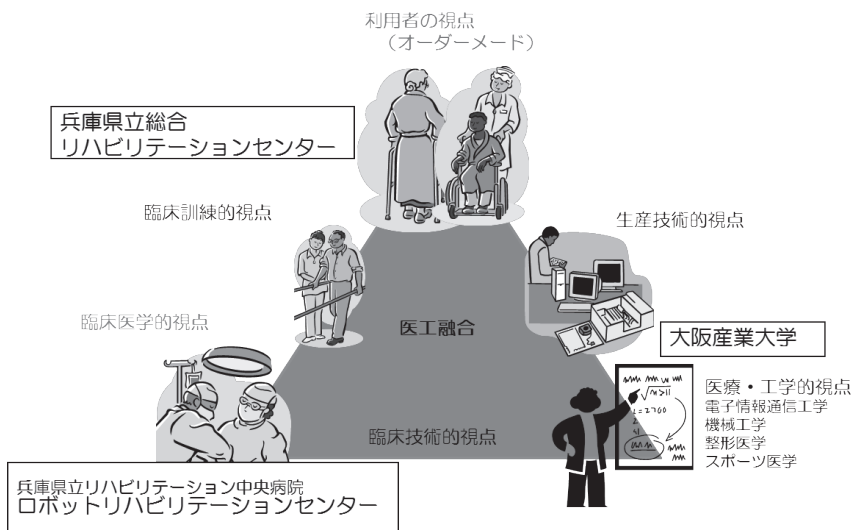 利用者の視点
（オーダーメード）
兵庫県立総合
リハビリテーションセンター
臨床訓練的視点
生産技術的視点
臨床医学的視点
医工融合
大阪産業大学
医療・工学的視点
電子情報通信工学
機械工学
整形医学
スポーツ医学
臨床技術的視点
兵庫県立リハビリテーション中央病院
ロボットリハビリテーションセンター